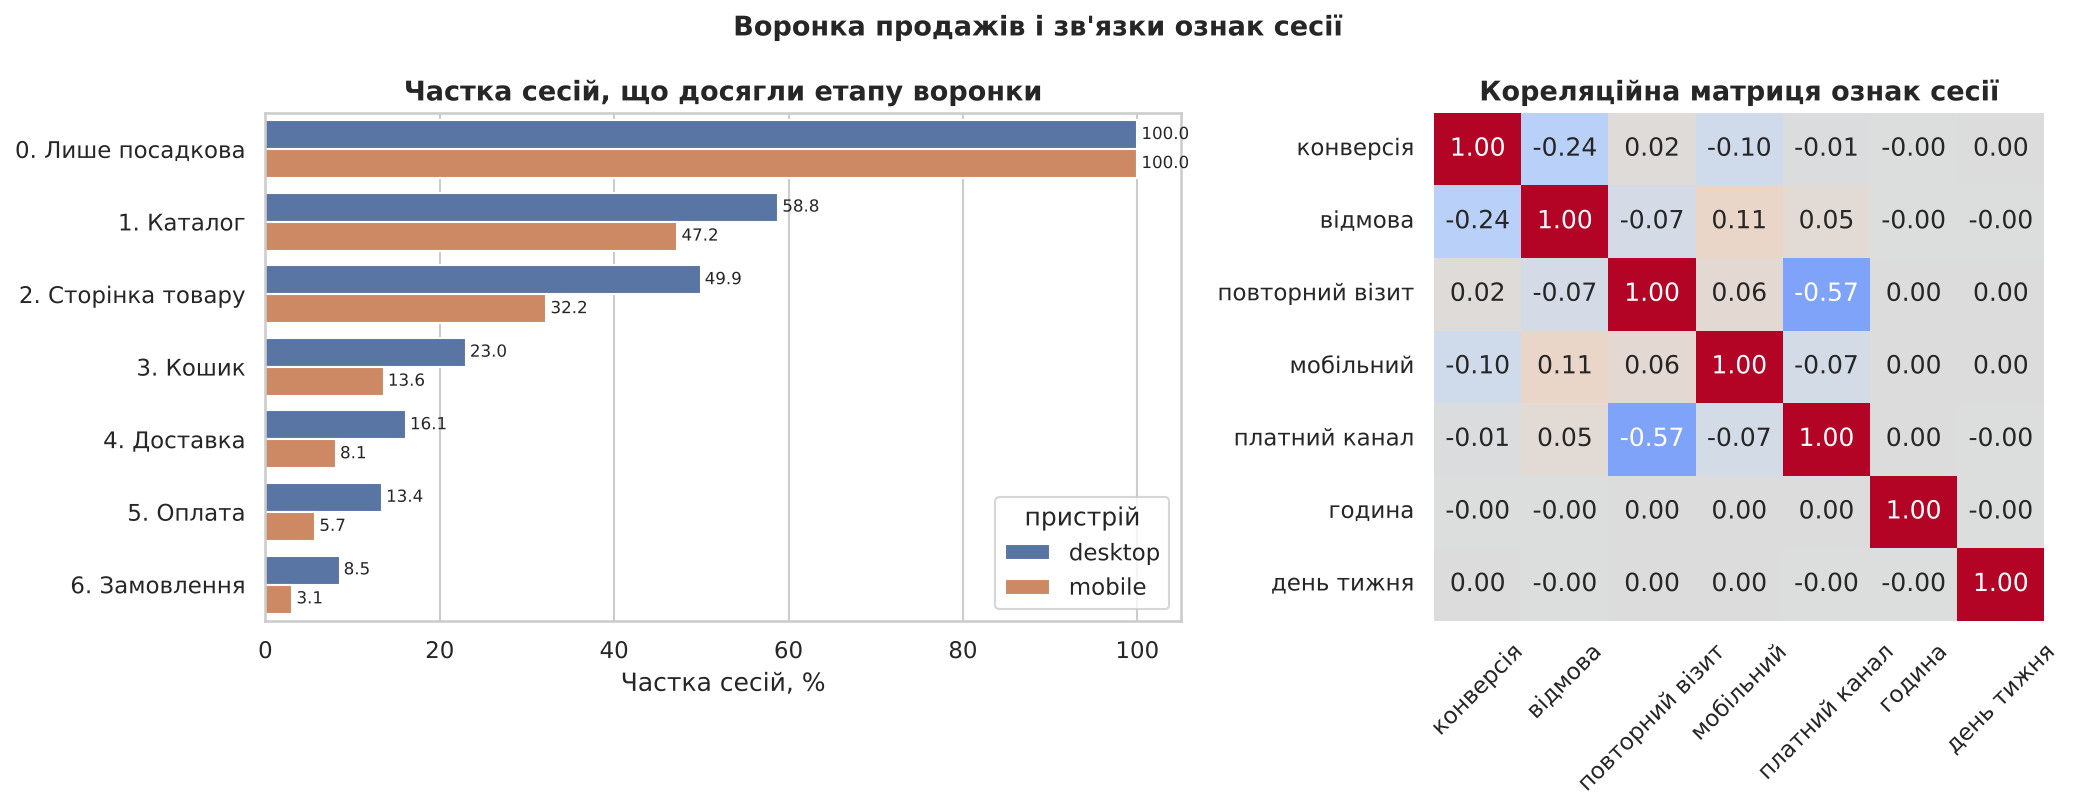 Воронка продажів і зв'язки ознак сесії
Частка сесій, що досягли етапу воронки
0. Лише посадкова
100.0
100.0
1. Каталог
58.8
47.2
2. Сторінка товару
49.9
32.2
3. Кошик
23.0
13.6
4. Доставка
16.1
8.1
5. Оплата
13.4
5.7
6. Замовлення
8.5
3.1
пристрій
desktop
mobile
0 20 40 60 80 100
Частка сесій, %
Кореляційна матриця ознак сесії
конверсія 1.00 -0.24 0.02 -0.10 -0.01 -0.00 0.00
відмова -0.24 1.00 -0.07 0.11 0.05 -0.00 -0.00
повторний візит 0.02 -0.07 1.00 0.06 -0.57 0.00 0.00
мобільний -0.10 0.11 0.06 1.00 -0.07 0.00 0.00
платний канал -0.01 0.05 -0.57 -0.07 1.00 0.00 -0.00
година -0.00 -0.00 0.00 0.00 0.00 1.00 -0.00
день тижня 0.00 -0.00 0.00 0.00 -0.00 -0.00 1.00
конверсія
відмова
повторний візит
мобільний
платний канал
година
день тижня